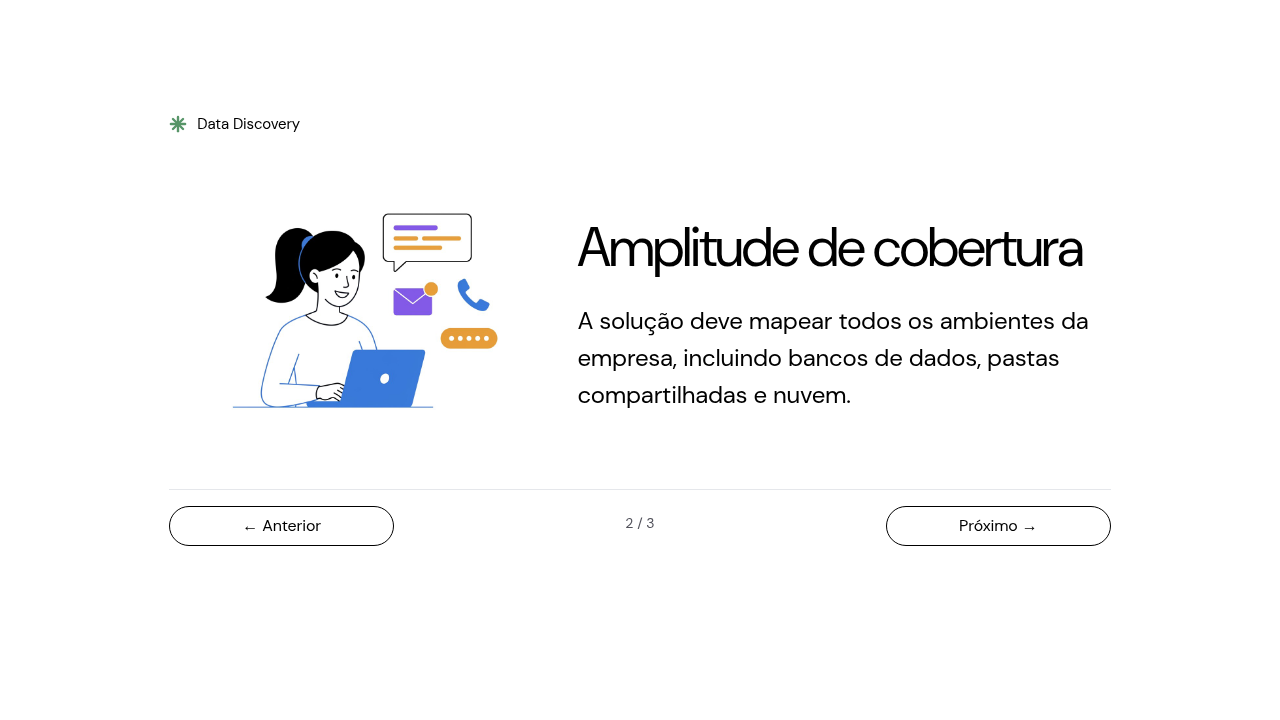 Data Discovery
Amplitude de cobertura
A solução deve mapear todos os ambientes da
empresa, incluindo bancos de dados, pastas
compartilhadas e nuvem.
← Anterior
2 / 3
Próximo →